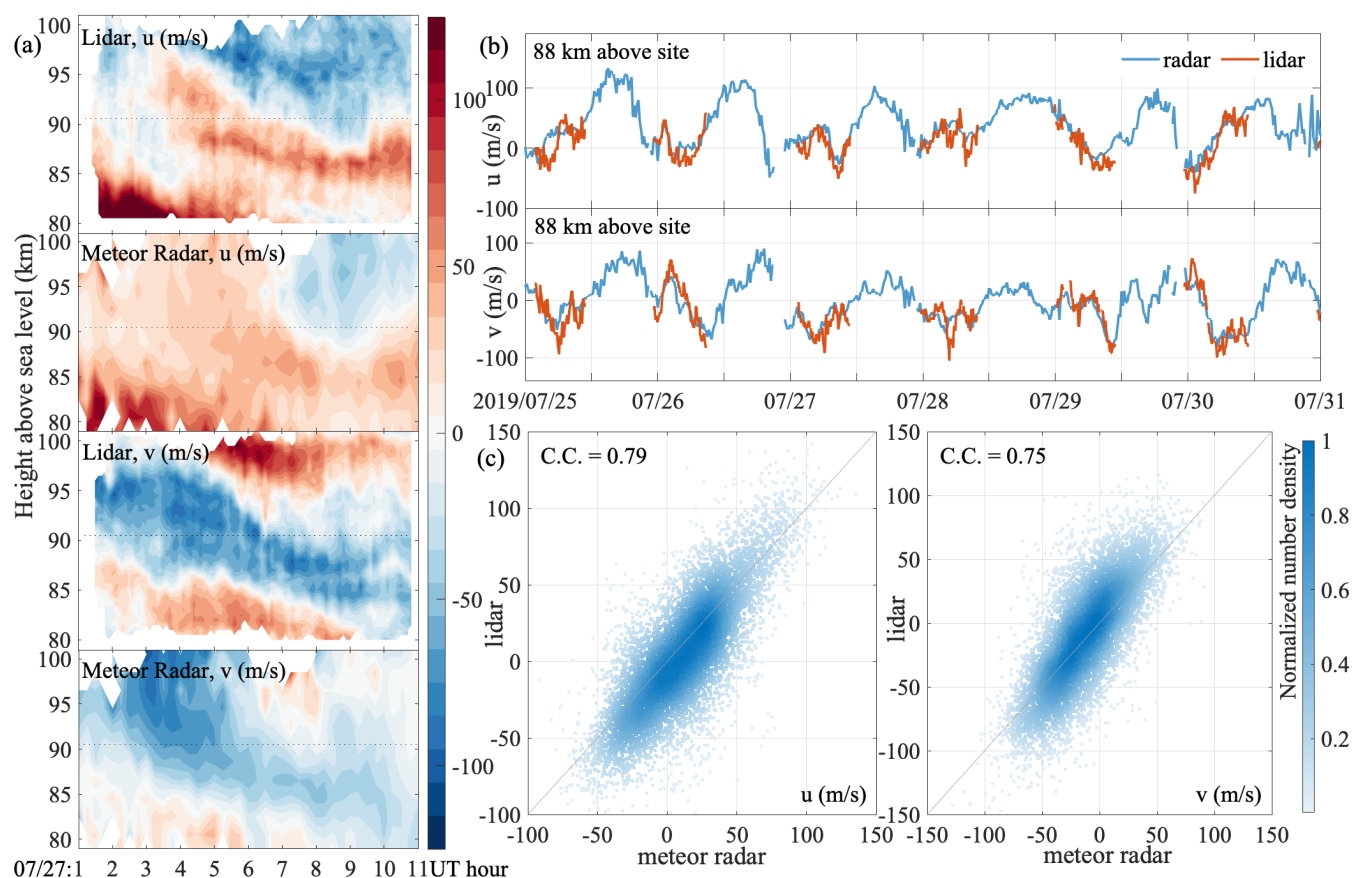 (a)
Lidar, u (m/s)
100
95
90
85
80
Meteor Radar, u (m/s)
100
95
90
85
80
Lidar, v (m/s)
100
95
90
85
80
Meteor Radar, v (m/s)
100
95
90
85
80
Height above sea level (km)
07/27:1 2 3 4 5 6 7 8 9 10 11UT hour
100
50
0
-50
-100
(b)
88 km above site
radar lidar
100
0
-100
u (m/s)
88 km above site
100
0
-100
v (m/s)
2019/07/25 07/26 07/27 07/28 07/29 07/30 07/31
(c)
C.C. = 0.79
150
100
50
0
-50
-100
lidar
u (m/s)
-100 -50 0 50 100 150
meteor radar
C.C. = 0.75
150
100
50
0
-50
-100
-150
lidar
v (m/s)
-150 -100 -50 0 50 100 150
meteor radar
1
0.8
0.6
0.4
0.2
Normalized number density